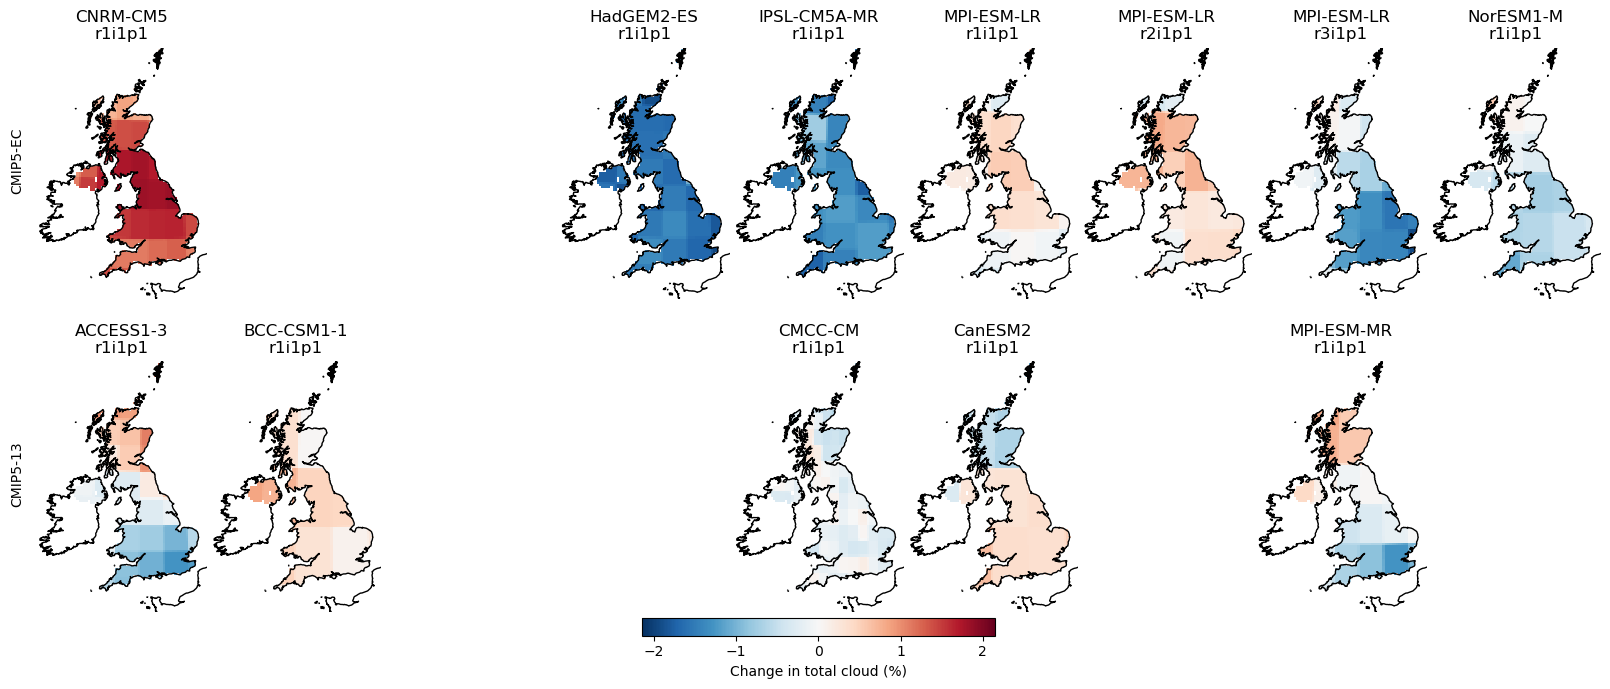 CNRM-CM5
r1i1p1
HadGEM2-ES
r1i1p1
IPSL-CM5A-MR
r1i1p1
MPI-ESM-LR
r1i1p1
MPI-ESM-LR
r2i1p1
MPI-ESM-LR
r3i1p1
NorESM1-M
r1i1p1
CMIP5-EC
ACCESS1-3
r1i1p1
BCC-CSM1-1
r1i1p1
CMCC-CM
r1i1p1
CanESM2
r1i1p1
MPI-ESM-MR
r1i1p1
CMIP5-13
−2 −1 0 1 2
Change in total cloud (%)